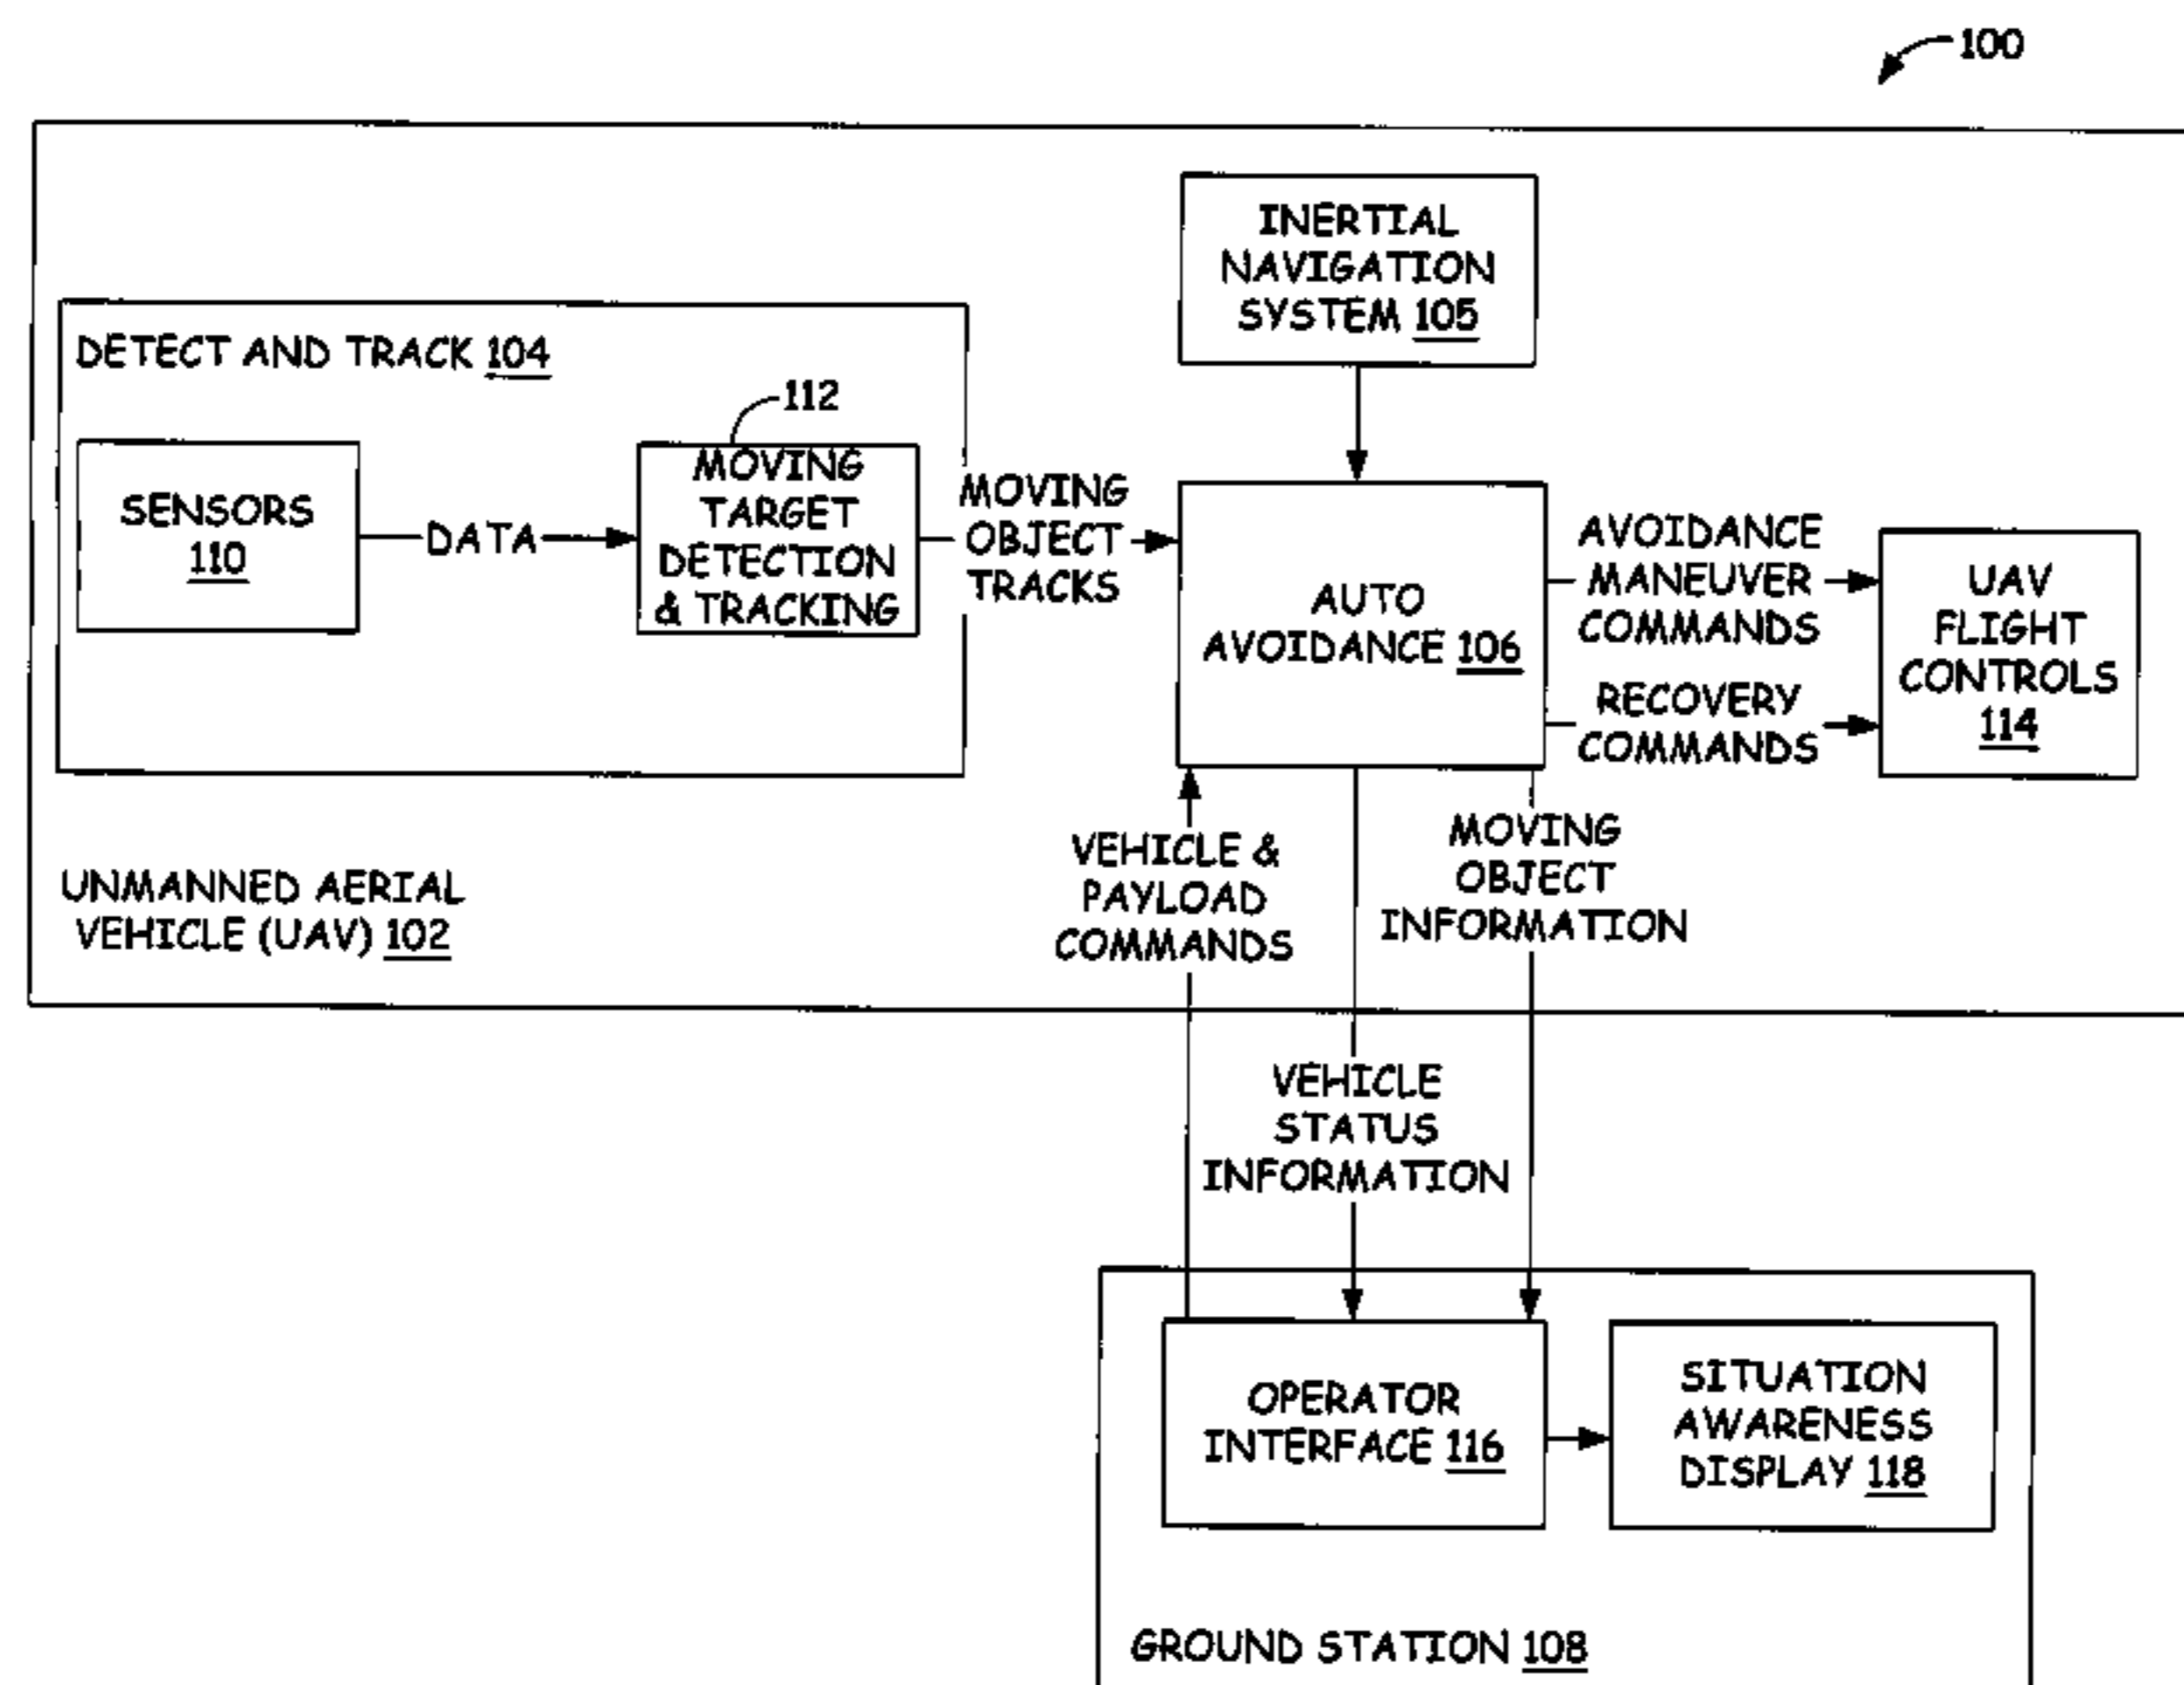 100
INERTIAL
NAVIGATION
SYSTEM 105
DETECT AND TRACK 104
112
SENSORS
110
DATA
MOVING
TARGET
DETECTION
& TRACKING
MOVING
OBJECT
TRACKS
AUTO
AVOIDANCE 106
AVOIDANCE
MANEUVER
COMMANDS
RECOVERY
COMMANDS
UAV
FLIGHT
CONTROLS
114
UNMANNED AERIAL
VEHICLE (UAV) 102
VEHICLE &
PAYLOAD
COMMANDS
MOVING
OBJECT
INFORMATION
VEHICLE
STATUS
INFORMATION
OPERATOR
INTERFACE 116
SITUATION
AWARENESS
DISPLAY 118
GROUND STATION 108